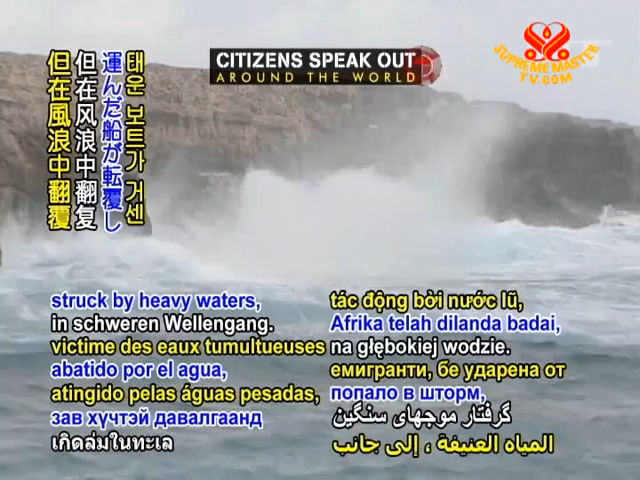 CITIZENS SPEAK OUT
AROUND THE WORLD
SUPREME MASTER
TV.COM
태운 보트가 거센
運んだ船が転覆し
但在风浪中翻复
但在風浪中翻覆
struck by heavy waters,
in schweren Wellengang.
victime des eaux tumultueuses
abatido por el agua,
atingido pelas águas pesadas,
зав хүчтэй давалгаанд
เกิดล่มในทะเล
tác động bởi nước lũ,
Afrika telah dilanda badai,
na głębokiej wodzie.
емигранти, бе ударена от
попало в шторм,
گرفتار موجهای سنگین
المياه العنيفة ، إلى جانب